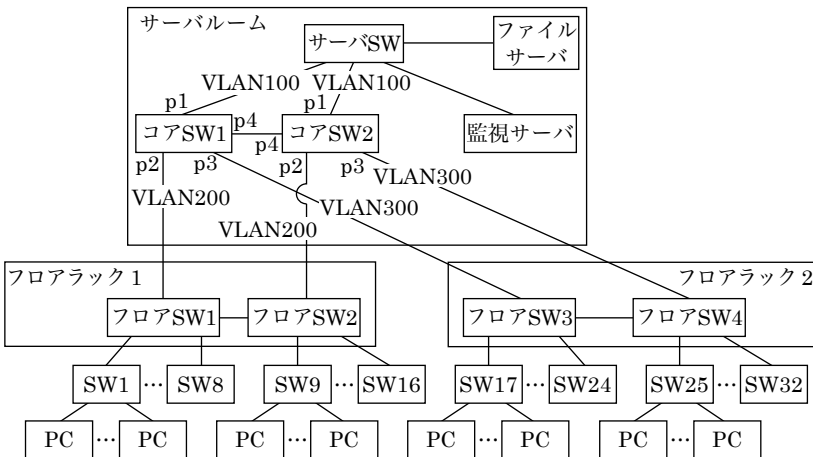 サーバルーム
サーバSW
ファイル
サーバ
VLAN100
VLAN100
p1
p1
コアSW1
p4
p4
コアSW2
監視サーバ
p2
p3
p2
p3
VLAN200
VLAN300
VLAN300
VLAN200
フロアラック1
フロアラック2
フロアSW1
フロアSW2
フロアSW3
フロアSW4
SW1
…
SW8
SW9
…
SW16
SW17
…
SW24
SW25
…
SW32
PC
…
PC
PC
…
PC
PC
…
PC
PC
…
PC